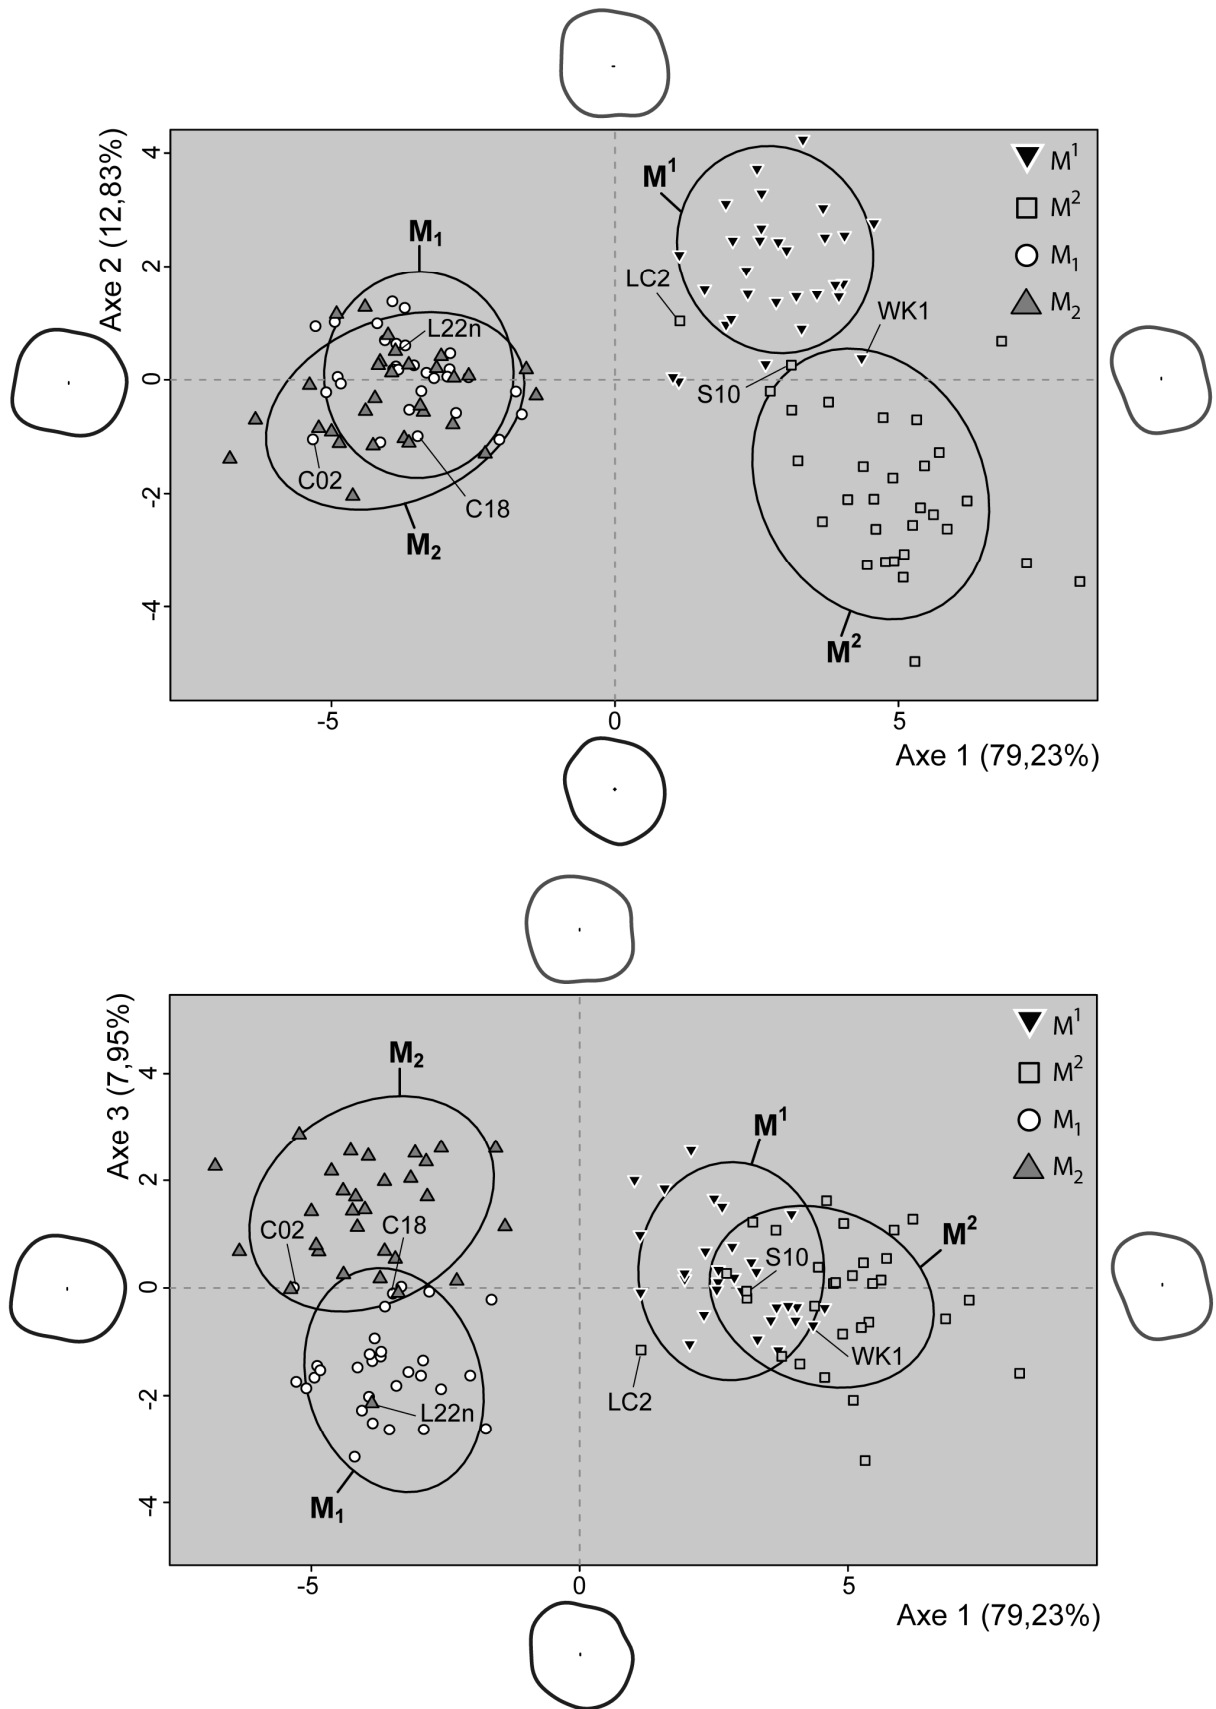 Axe 2 (12,83%)
4
2
0
-2
-4
M¹
M²
M₁
M₂
M¹
M₁
LC2
WK1
L22n
S10
C02
C18
M₂
M²
-5
0
5
Axe 1 (79,23%)
Axe 3 (7,95%)
4
2
0
-2
-4
M¹
M²
M₁
M₂
M₂
M¹
C02
C18
M²
S10
WK1
LC2
L22n
M₁
-5
0
5
Axe 1 (79,23%)